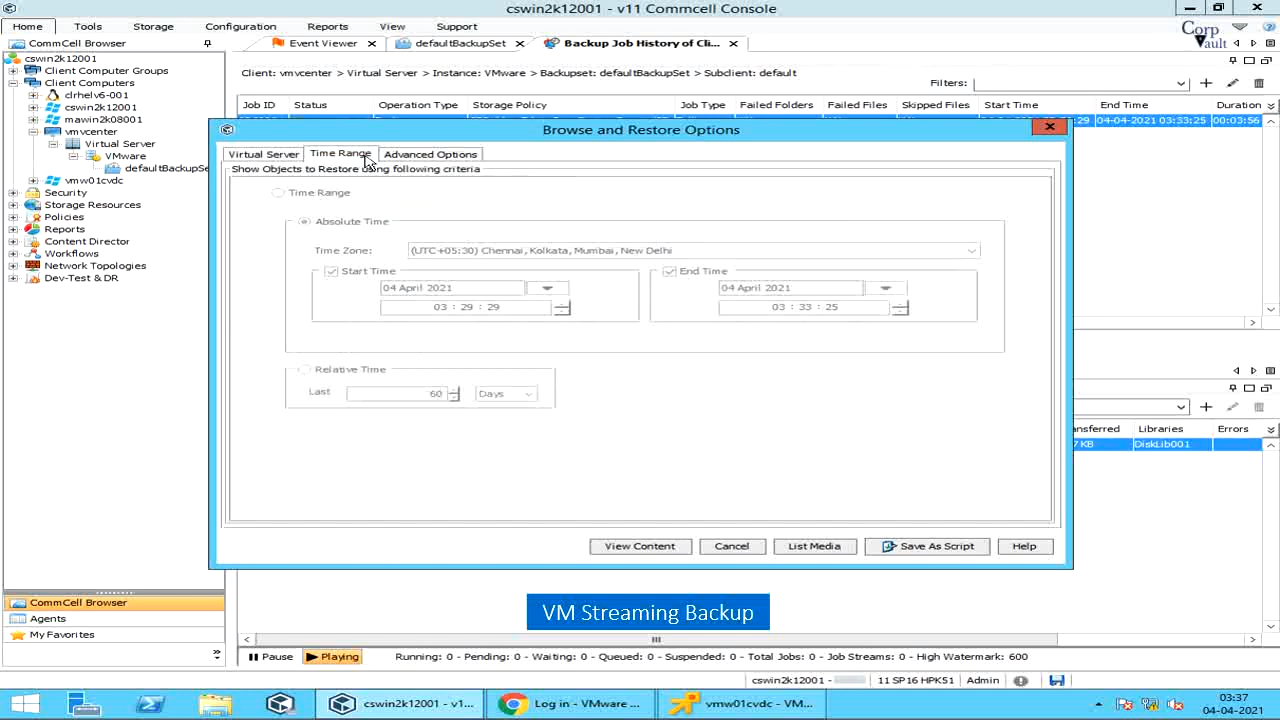 cswin2k12001 - v11 Commcell Console
Home Tools Storage Configuration Reports View Support
Corp Vault
CommCell Browser
Event Viewer defaultBackupSet Backup Job History of Cli...
cswin2k12001
Client Computer Groups
Client Computers
clrhelv6-001
cswin2k12001
mawin2k08001
vmvcenter
Virtual Server
VMware
defaultBackupSe
vmw01cvdc
Security
Storage Resources
Policies
Reports
Content Director
Workflows
Network Topologies
Dev-Test & DR
Client: vmvcenter > Virtual Server > Instance: VMware > Backupset: defaultBackupSet > Subclient: default
Filters:
Job ID Status Operation Type Storage Policy Job Type Failed Folders Failed Files Skipped Files Start Time End Time Duration
:29 04-04-2021 03:33:25 00:03:56
Browse and Restore Options
Virtual Server Time Range Advanced Options
Show Objects to Restore using following criteria
Time Range
Absolute Time
Time Zone: (UTC+05:30) Chennai, Kolkata, Mumbai, New Delhi
Start Time End Time
04 April 2021 04 April 2021
03 : 29 : 29 03 : 33 : 25
Relative Time
Last 60 Days
View Content Cancel List Media Save As Script Help
ansferred Libraries Errors
7 KB DiskLib001
VM Streaming Backup
CommCell Browser
Agents
My Favorites
Pause Playing Running: 0 - Pending: 0 - Waiting: 0 - Queued: 0 - Suspended: 0 - Total Jobs: 0 - Job Streams: 0 - High Watermark: 600
cswin2k12001 - 11 SP16 HPK51 Admin
cswin2k12001 - v1... Log in - VMware ... vmw01cvdc - VM...
03:37
04-04-2021